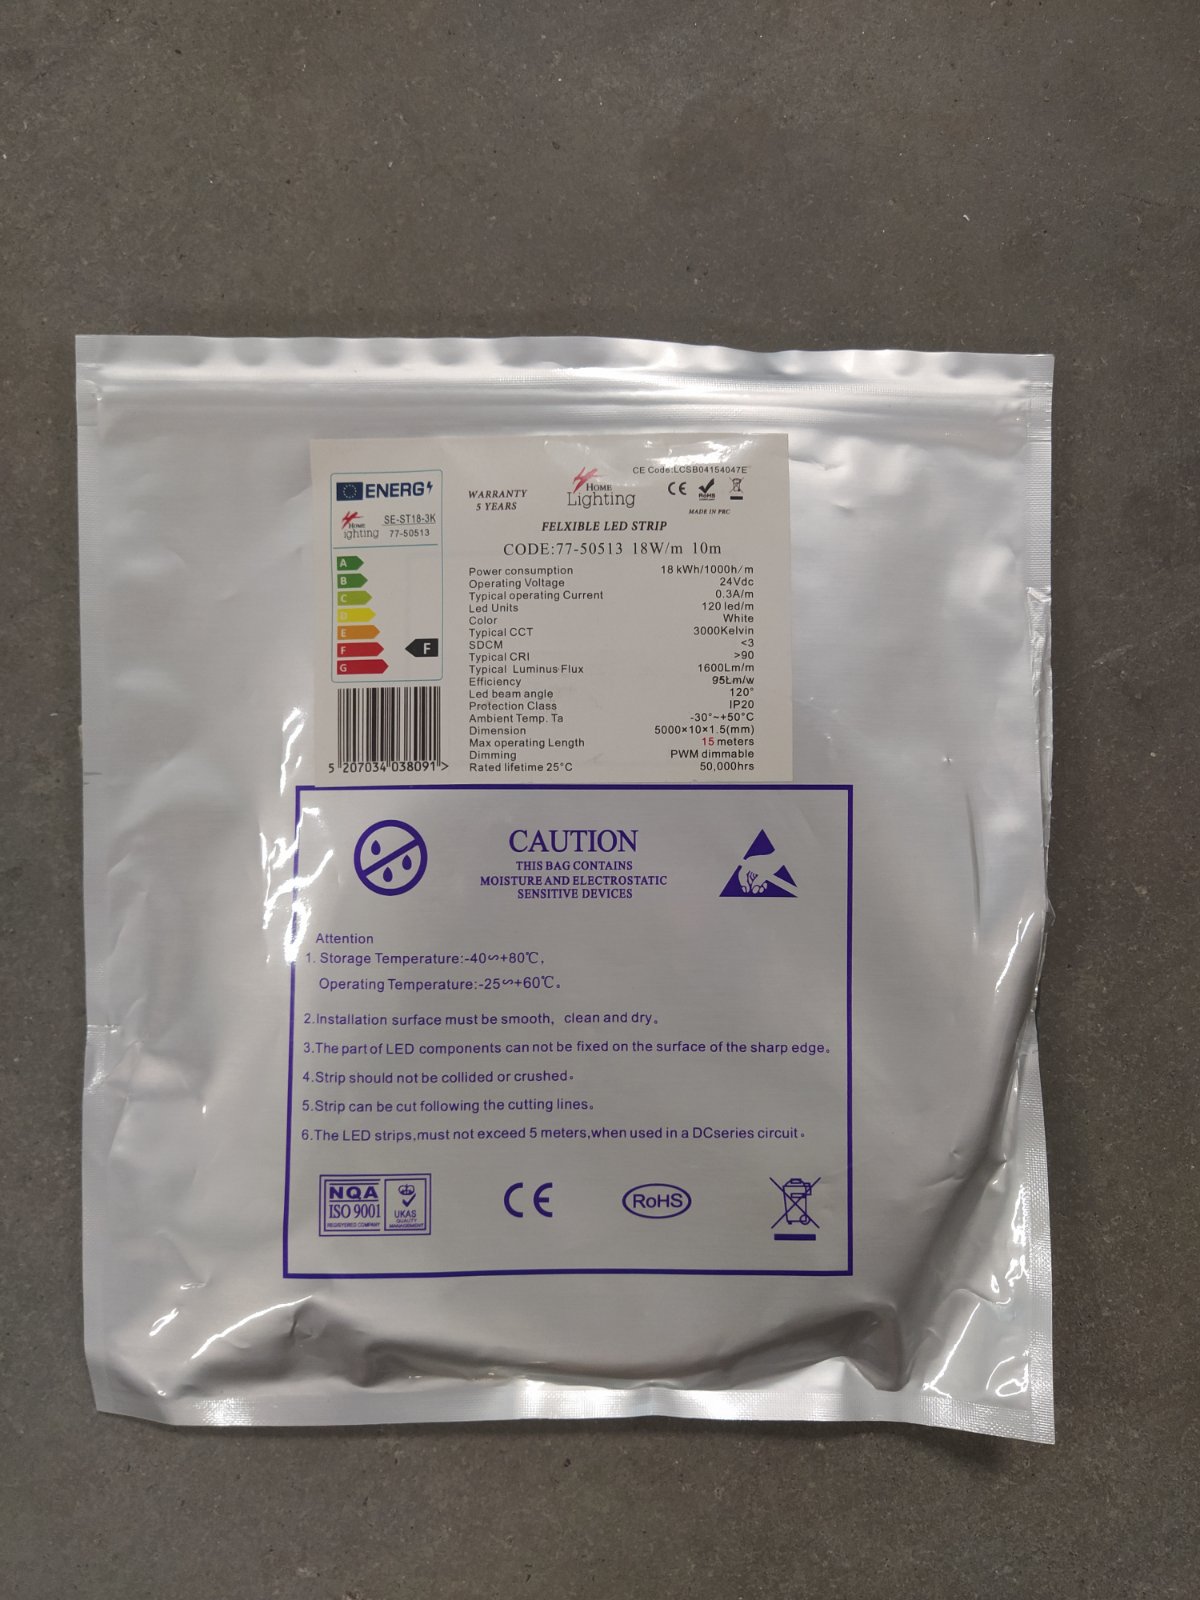 ENERG
HOME
ighting
SE-ST18-3K
77-50513
A
B
C
D
E
F
G
F
5 207034 038091 >
WARRANTY
5 YEARS
HOME
Lighting
CE Code:LCSB04154047E
CE
RoHS
MADE IN PRC
FELXIBLE LED STRIP
CODE:77-50513 18W/m 10m
Power consumption 18 kWh/1000h/m
Operating Voltage 24Vdc
Typical operating Current 0.3A/m
Led Units 120 led/m
Color White
Typical CCT 3000Kelvin
SDCM <3
Typical CRI >90
Typical Luminus Flux 1600Lm/m
Efficiency 95Lm/w
Led beam angle 120°
Protection Class IP20
Ambient Temp. Ta -30°~+50°C
Dimension 5000×10×1.5(mm)
Max operating Length 15 meters
Dimming PWM dimmable
Rated lifetime 25°C 50,000hrs
CAUTION
THIS BAG CONTAINS
MOISTURE AND ELECTROSTATIC
SENSITIVE DEVICES
Attention
1. Storage Temperature:-40∽+80℃,
Operating Temperature:-25∽+60℃。
2.Installation surface must be smooth, clean and dry。
3.The part of LED components can not be fixed on the surface of the sharp edge。
4.Strip should not be collided or crushed。
5.Strip can be cut following the cutting lines。
6.The LED strips,must not exceed 5 meters,when used in a DCseries circuit。
NQA
ISO 9001
REGISTERED COMPANY
UKAS
QUALITY
MANAGEMENT
CE
RoHS